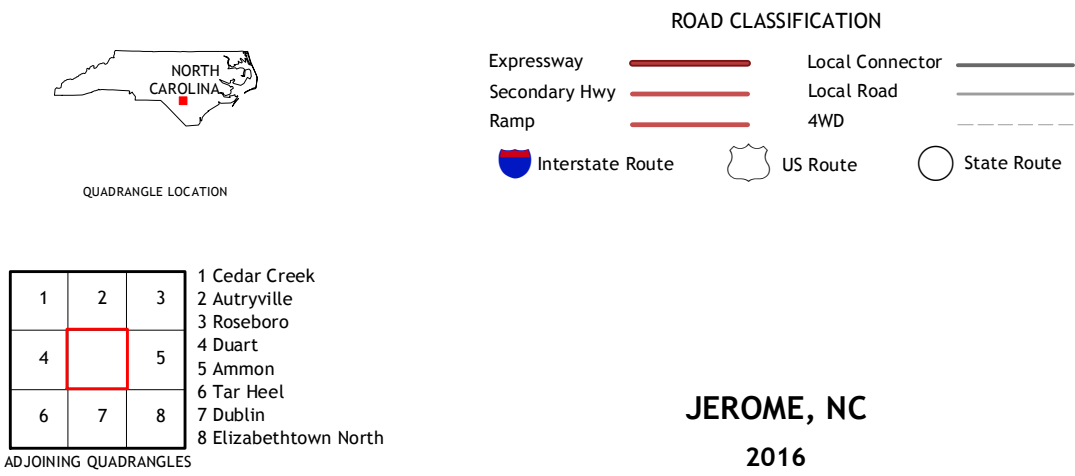 NORTH
CAROLINA
QUADRANGLE LOCATION
ROAD CLASSIFICATION
Expressway
Secondary Hwy
Ramp
Local Connector
Local Road
4WD
Interstate Route
US Route
State Route
1 2 3
4 5
6 7 8
ADJOINING QUADRANGLES
1 Cedar Creek
2 Autryville
3 Roseboro
4 Duart
5 Ammon
6 Tar Heel
7 Dublin
8 Elizabethtown North
JEROME, NC
2016